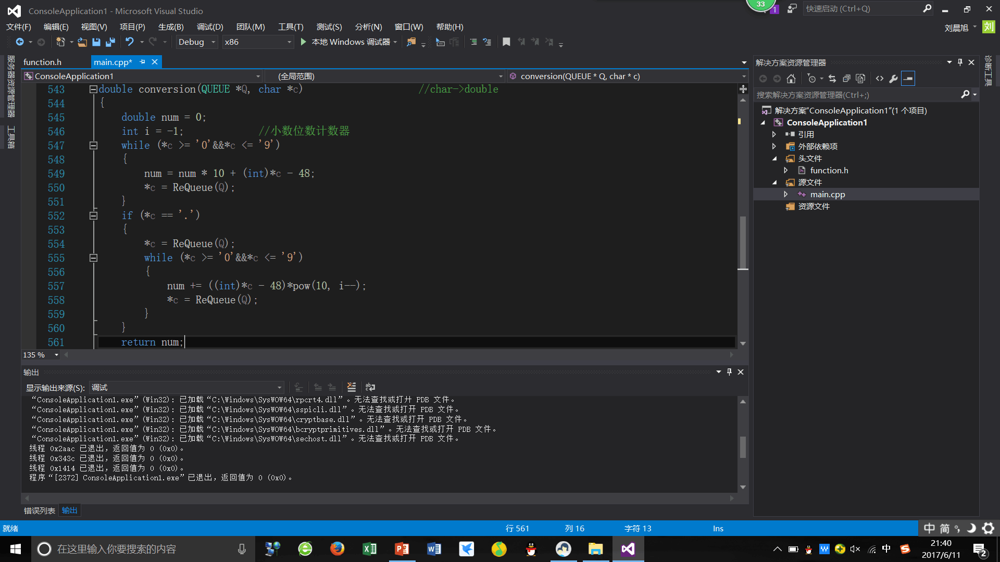 ConsoleApplication1 - Microsoft Visual Studio
33
1
快速启动 (Ctrl+Q)
文件(F) 编辑(E) 视图(V) 项目(P) 生成(B) 调试(D) 团队(M) 工具(T) 测试(S) 分析(N) 窗口(W) 帮助(H)
刘晨旭 刘
Debug x86 本地 Windows 调试器
服务器资源管理器
工具箱
function.h main.cpp*
ConsoleApplication1 (全局范围) conversion(QUEUE * Q, char * c)
543 double conversion(QUEUE *Q, char *c) //char->double
544 {
545 double num = 0;
546 int i = -1; //小数位数计数器
547 while (*c >= '0'&&*c <= '9')
548 {
549 num = num * 10 + (int)*c - 48;
550 *c = ReQueue(Q);
551 }
552 if (*c == '.')
553 {
554 *c = ReQueue(Q);
555 while (*c >= '0'&&*c <= '9')
556 {
557 num += ((int)*c - 48)*pow(10, i--);
558 *c = ReQueue(Q);
559 }
560 }
561 return num;
135 %
输出
显示输出来源(S): 调试
“ConsoleApplication1.exe”(Win32): 已加载“C:\Windows\SysWOW64\rpcrt4.dll”。无法查找或打开 PDB 文件。
“ConsoleApplication1.exe”(Win32): 已加载“C:\Windows\SysWOW64\sspicli.dll”。无法查找或打开 PDB 文件。
“ConsoleApplication1.exe”(Win32): 已加载“C:\Windows\SysWOW64\cryptbase.dll”。无法查找或打开 PDB 文件。
“ConsoleApplication1.exe”(Win32): 已加载“C:\Windows\SysWOW64\bcryptprimitives.dll”。无法查找或打开 PDB 文件。
“ConsoleApplication1.exe”(Win32): 已加载“C:\Windows\SysWOW64\sechost.dll”。无法查找或打开 PDB 文件。
线程 0x2aac 已退出，返回值为 0 (0x0)。
线程 0x343c 已退出，返回值为 0 (0x0)。
线程 0x1414 已退出，返回值为 0 (0x0)。
程序“[2372] ConsoleApplication1.exe”已退出，返回值为 0 (0x0)。
错误列表 输出
解决方案资源管理器
搜索解决方案资源管理器(Ctrl+;)
解决方案“ConsoleApplication1”(1 个项目)
ConsoleApplication1
引用
外部依赖项
头文件
function.h
源文件
main.cpp
资源文件
诊断工具
就绪 行 561 列 16 字符 13 Ins
中 简
在这里输入你要搜索的内容
中
21:40
2017/6/11
2